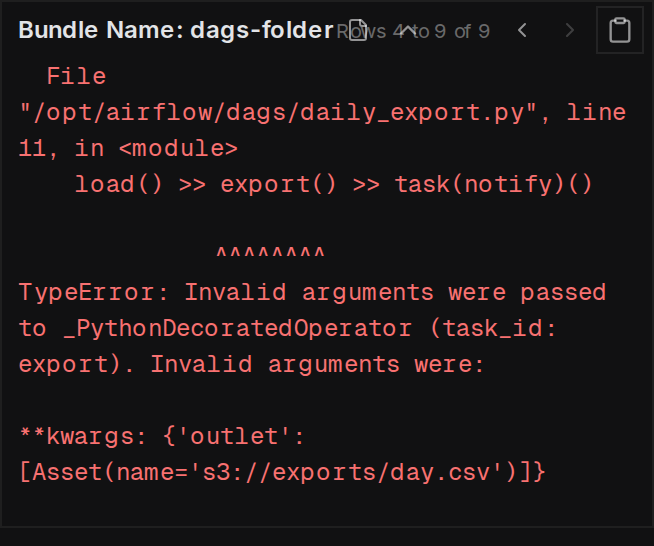 Bundle Name: dags-folder Rows 4 to 9 of 9
  File
"/opt/airflow/dags/daily_export.py", line
11, in <module>
    load() >> export() >> task(notify)()
              ^^^^^^^^
TypeError: Invalid arguments were passed
to _PythonDecoratedOperator (task_id:
export). Invalid arguments were:
**kwargs: {'outlet':
[Asset(name='s3://exports/day.csv')]}